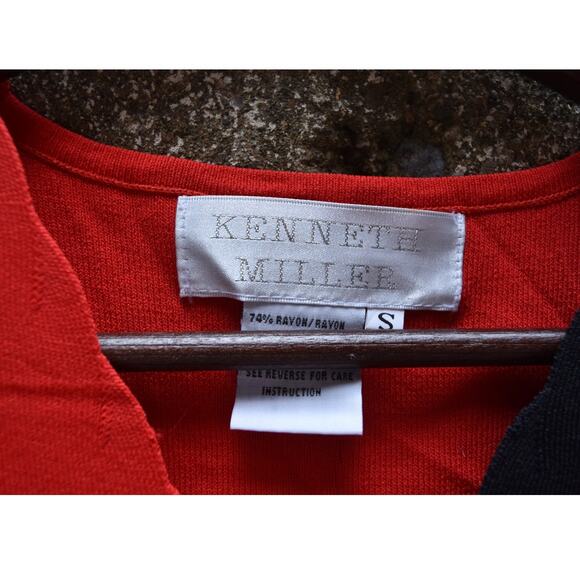 KENNETH
MILLER
74% RAYON/RAYON
S
SEE REVERSE FOR CARE
INSTRUCTION